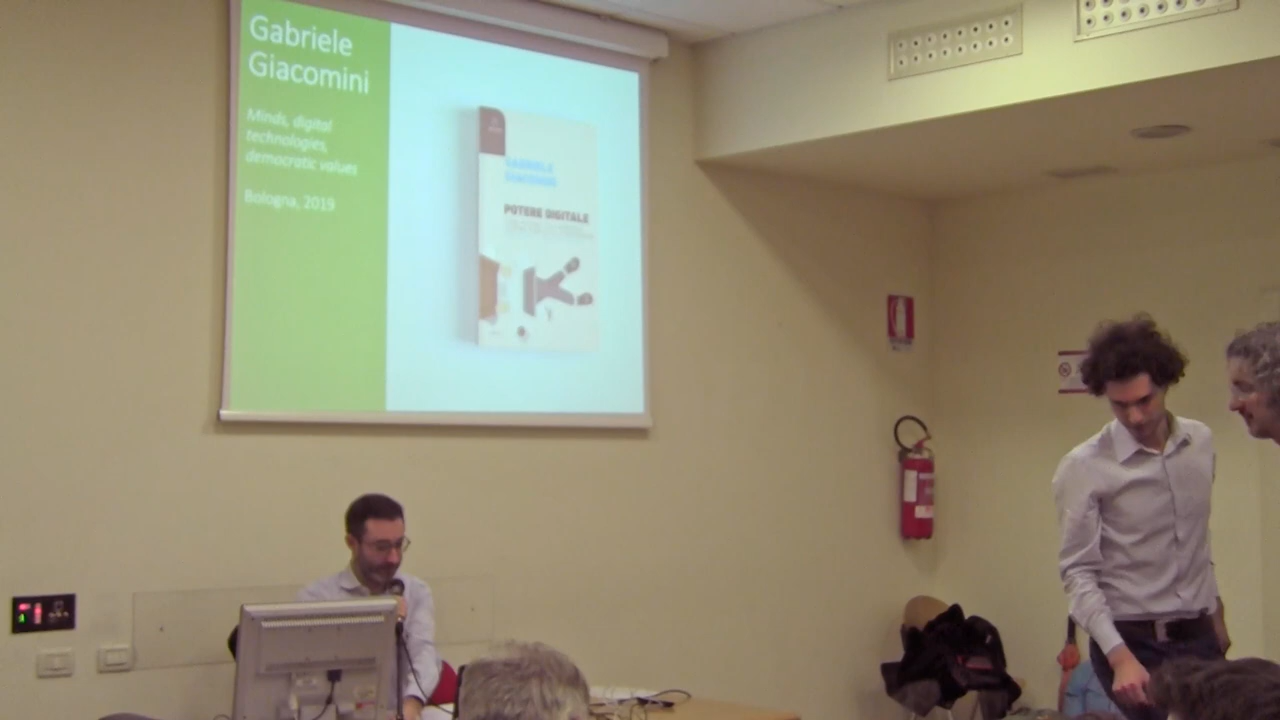 Gabriele
Giacomini
Minds, digital
technologies,
democratic values
Bologna, 2019
GABRIELE
GIACOMINI
POTERE DIGITALE